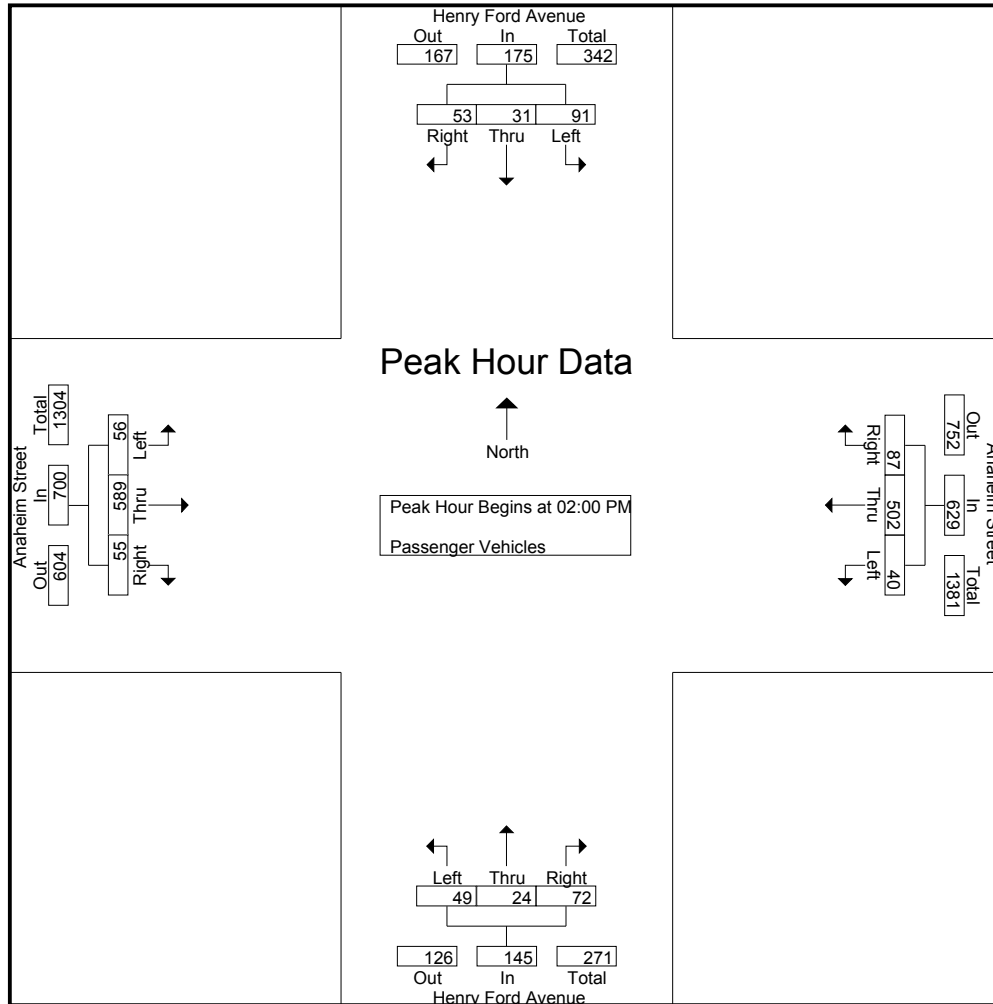 Henry Ford Avenue
Out In Total
167 175 342
53 31 91
Right Thru Left
Peak Hour Data
North
Peak Hour Begins at 02:00 PM
Passenger Vehicles
Anaheim Street
Total In Out
1304 700 604
56 589 55
Left Thru Right
Anaheim Street
Out In Total
752 629 1381
87 502 40
Right Thru Left
Left Thru Right
49 24 72
126 145 271
Out In Total
Henry Ford Avenue